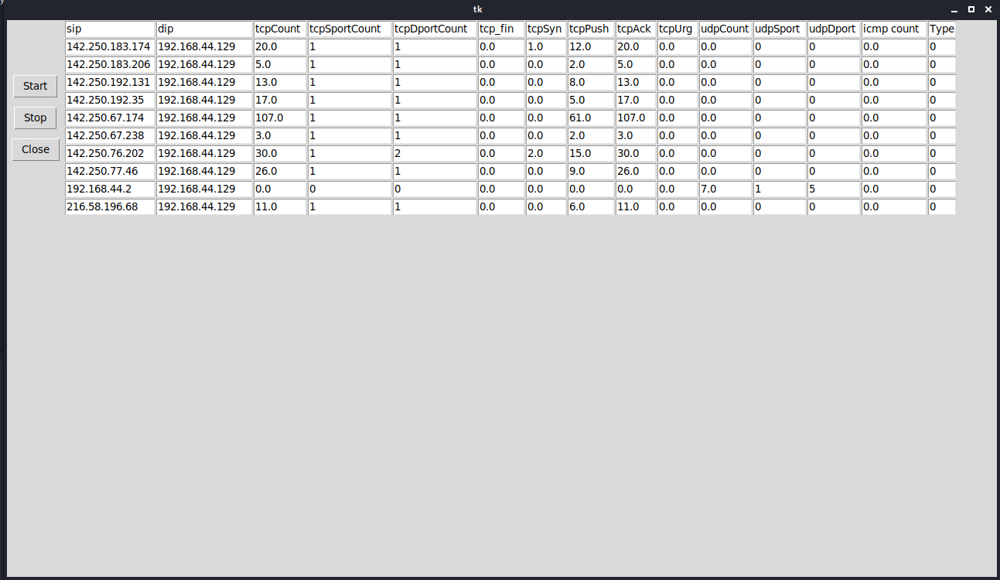 tk
sip dip tcpCount tcpSportCount tcpDportCount tcp_fin tcpSyn tcpPush tcpAck tcpUrg udpCount udpSport udpDport icmp count Type
142.250.183.174 192.168.44.129 20.0 1 1 0.0 1.0 12.0 20.0 0.0 0.0 0 0 0.0 0
142.250.183.206 192.168.44.129 5.0 1 1 0.0 0.0 2.0 5.0 0.0 0.0 0 0 0.0 0
Start
142.250.192.131 192.168.44.129 13.0 1 1 0.0 0.0 8.0 13.0 0.0 0.0 0 0 0.0 0
142.250.192.35 192.168.44.129 17.0 1 1 0.0 0.0 5.0 17.0 0.0 0.0 0 0 0.0 0
Stop
142.250.67.174 192.168.44.129 107.0 1 1 0.0 0.0 61.0 107.0 0.0 0.0 0 0 0.0 0
142.250.67.238 192.168.44.129 3.0 1 1 0.0 0.0 2.0 3.0 0.0 0.0 0 0 0.0 0
Close
142.250.76.202 192.168.44.129 30.0 1 2 0.0 2.0 15.0 30.0 0.0 0.0 0 0 0.0 0
142.250.77.46 192.168.44.129 26.0 1 1 0.0 0.0 9.0 26.0 0.0 0.0 0 0 0.0 0
192.168.44.2 192.168.44.129 0.0 0 0 0.0 0.0 0.0 0.0 0.0 7.0 1 5 0.0 0
216.58.196.68 192.168.44.129 11.0 1 1 0.0 0.0 6.0 11.0 0.0 0.0 0 0 0.0 0